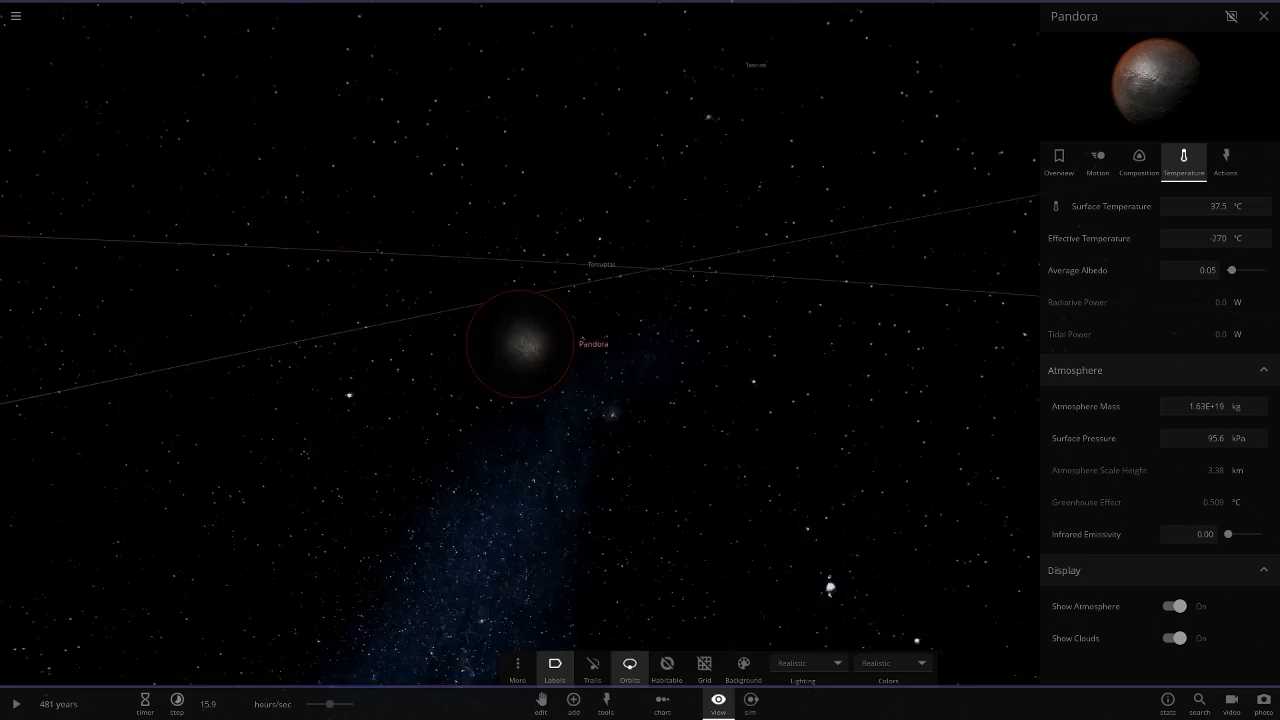 Pandora
Taurus
Overview Motion Composition Temperature Actions
Surface Temperature 37.5 °C
Effective Temperature -270 °C
Average Albedo 0.05
Radiative Power 0.0 W
Tidal Power 0.0 W
Pandora
Atmosphere
Atmosphere Mass 1.63E+19 kg
Surface Pressure 95.6 kPa
Atmosphere Scale Height 3.38 km
Greenhouse Effect 0.509 °C
Infrared Emissivity 0.00
Display
Show Atmosphere On
Show Clouds On
More Labels Trails Orbits Habitable Grid Background
Realistic Realistic
Lighting Colors
481 years timer step 15.9 hours/sec edit add tools chart view sim stats search video photo